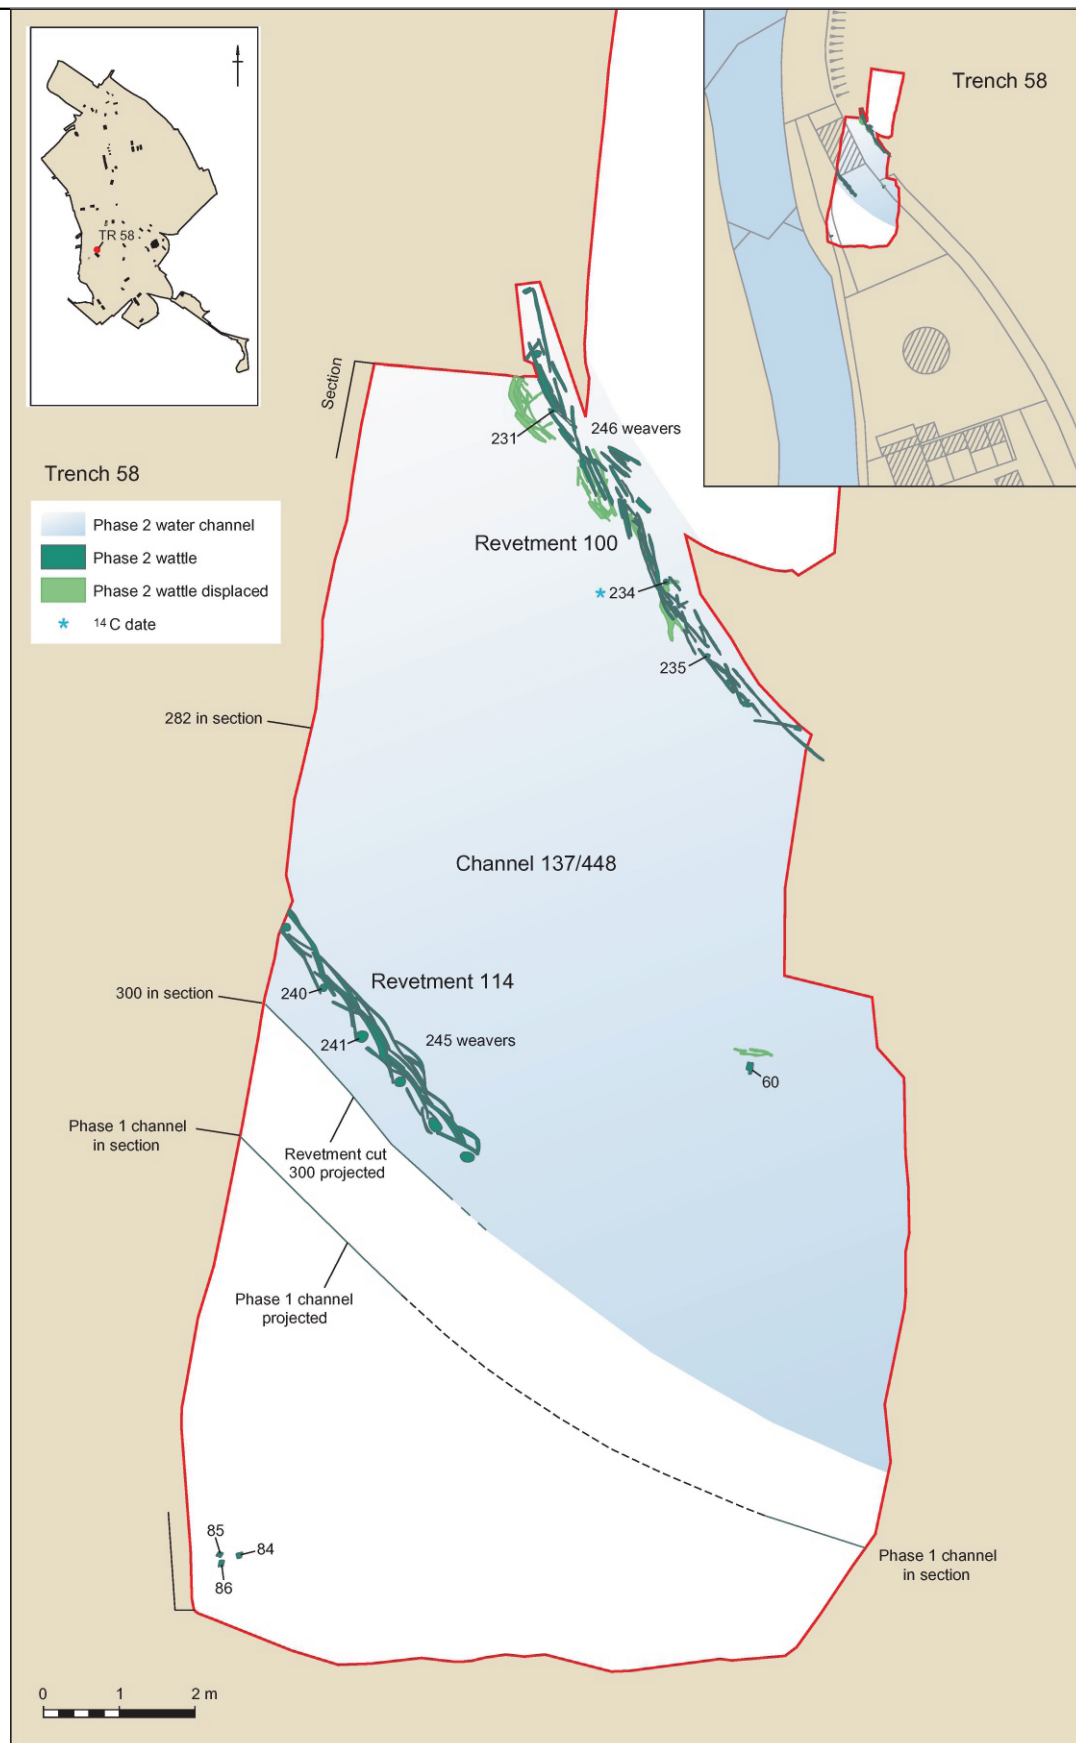 TR 58
Trench 58
Section
Trench 58
Phase 2 water channel
Phase 2 wattle
Phase 2 wattle displaced
* ¹⁴C date
231
246 weavers
Revetment 100
* 234
235
282 in section
Channel 137/448
Revetment 114
300 in section
240
241
245 weavers
60
Phase 1 channel
in section
Revetment cut
300 projected
Phase 1 channel
projected
85
84
86
Phase 1 channel
in section
0 1 2 m